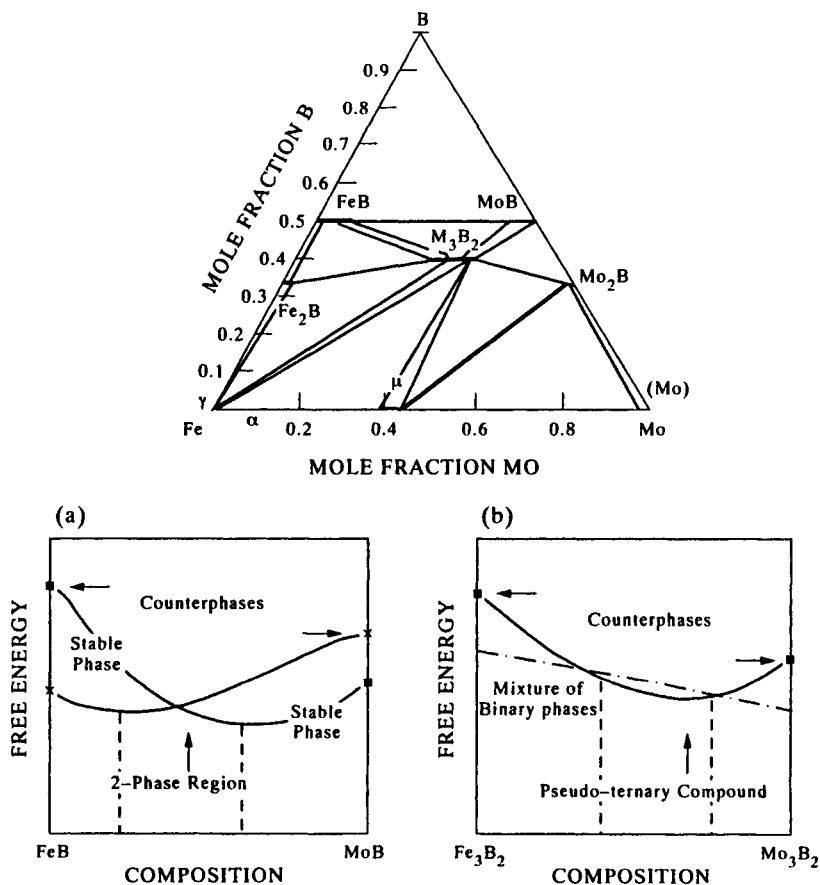 B
0.9
0.8
0.7
0.6
0.5
0.4
0.3
0.2
0.1
MOLE FRACTION B
FeB
MoB
M₃B₂
Fe₂B
Mo₂B
μ
(Mo)
γ
Fe
α
0.2
0.4
0.6
0.8
Mo
MOLE FRACTION MO
(a)
Counterphases
Stable
Phase
Stable
Phase
2-Phase Region
FREE ENERGY
FeB
MoB
COMPOSITION
(b)
Counterphases
Mixture of
Binary phases
Pseudo-ternary Compound
FREE ENERGY
Fe₃B₂
Mo₃B₂
COMPOSITION